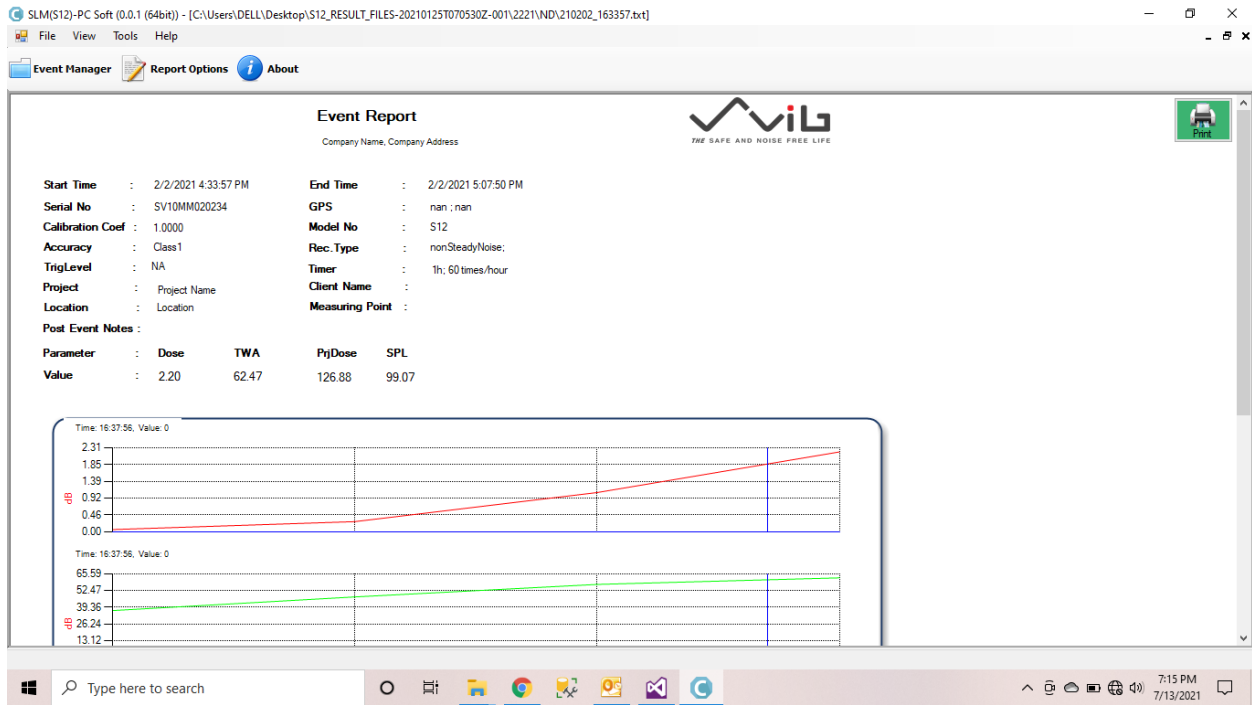 SLM(S12)-PC Soft (0.0.1 (64bit)) - [C:\Users\DELL\Desktop\S12_RESULT_FILES-20210125T070530Z-001\2221\ND\210202_163357.txt]
File View Tools Help
Event Manager Report Options About
Event Report
Company Name, Company Address
ViB
THE SAFE AND NOISE FREE LIFE
Print
Start Time : 2/2/2021 4:33:57 PM End Time : 2/2/2021 5:07:50 PM
Serial No : SV10MM020234 GPS : nan ; nan
Calibration Coef : 1.0000 Model No : S12
Accuracy : Class1 Rec.Type : nonSteadyNoise;
TrigLevel : NA Timer : 1h; 60 times/hour
Project : Project Name Client Name :
Location : Location Measuring Point :
Post Event Notes :
Parameter : Dose TWA PrjDose SPL
Value : 2.20 62.47 126.88 99.07
Time: 16:37:56, Value: 0
2.31
1.85
1.39
dB 0.92
0.46
0.00
Time: 16:37:56, Value: 0
65.59
52.47
39.36
dB 26.24
13.12
Type here to search
7:15 PM
7/13/2021